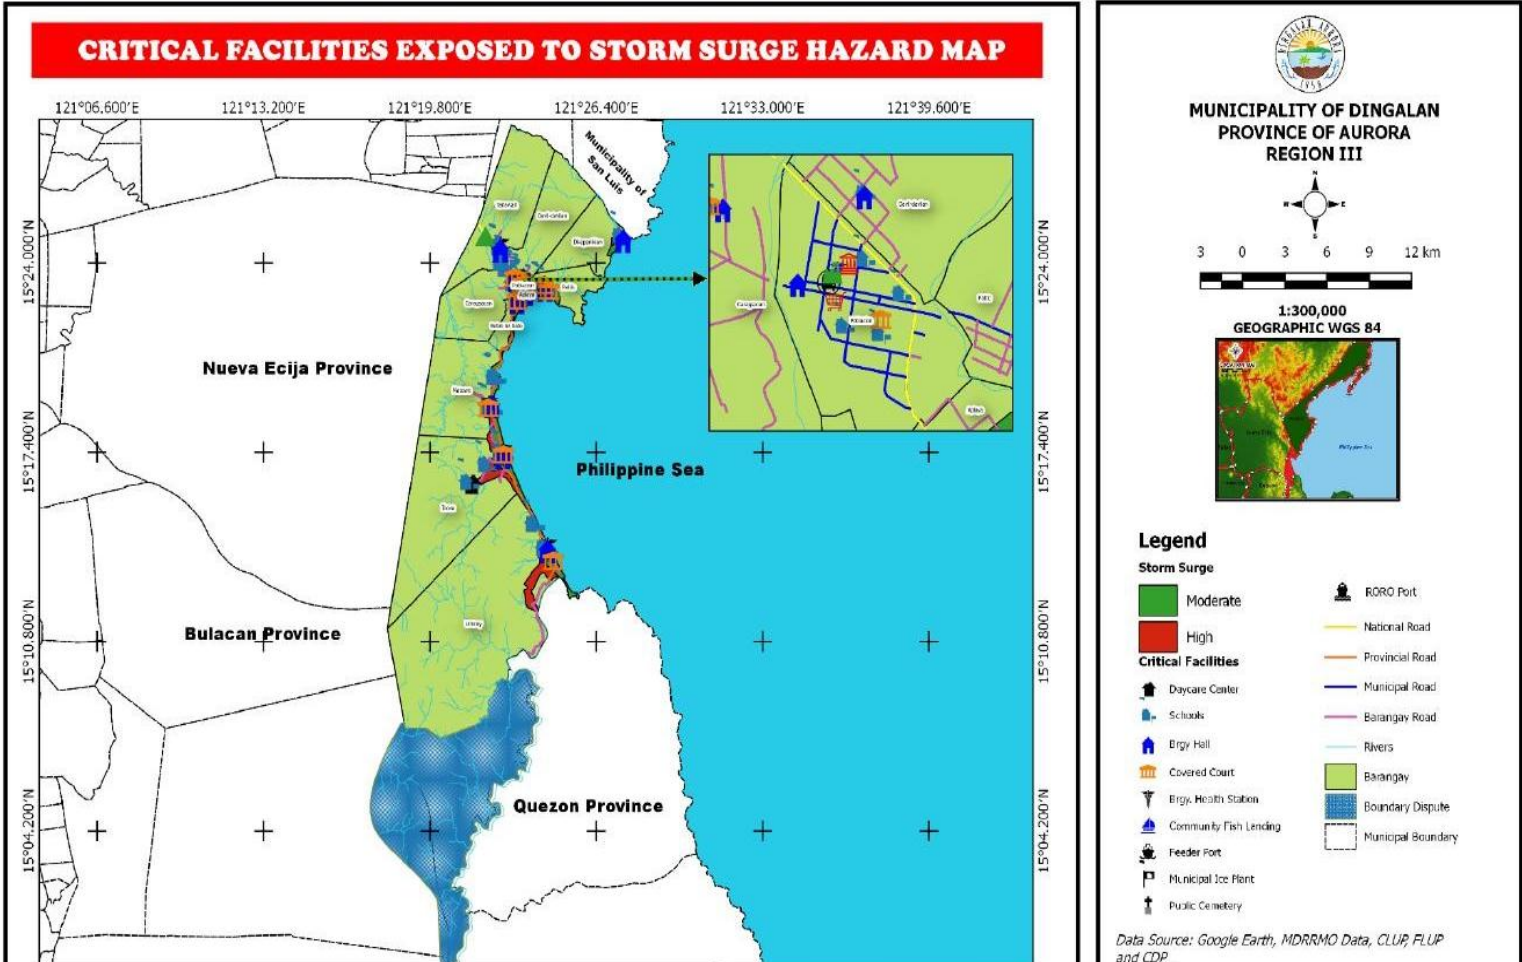 CRITICAL FACILITIES EXPOSED TO STORM SURGE HAZARD MAP
121°06.600'E 121°13.200'E 121°19.800'E 121°26.400'E 121°33.000'E 121°39.600'E
15°24.000'N
15°17.400'N
15°10.800'N
15°04.200'N
15°24.000'N
15°17.400'N
15°10.800'N
15°04.200'N
Municipality of
San Luis
Nueva Ecija Province
Philippine Sea
Bulacan Province
Quezon Province
DINGALAN AURORA
1956
MUNICIPALITY OF DINGALAN
PROVINCE OF AURORA
REGION III
N
W E
S
3 0 3 6 9 12 km
1:300,000
GEOGRAPHIC WGS 84
Philippine Sea
Legend
Storm Surge
Moderate
High
Critical Facilities
Daycare Center
Schools
Brgy Hall
Covered Court
Brgy. Health Station
Community Fish Landing
Feeder Port
Municipal Ice Plant
Public Cemetery
RORO Port
National Road
Provincial Road
Municipal Road
Barangay Road
Rivers
Barangay
Boundary Dispute
Municipal Boundary
Data Source: Google Earth, MDRRMO Data, CLUP, FLUP
and CDP